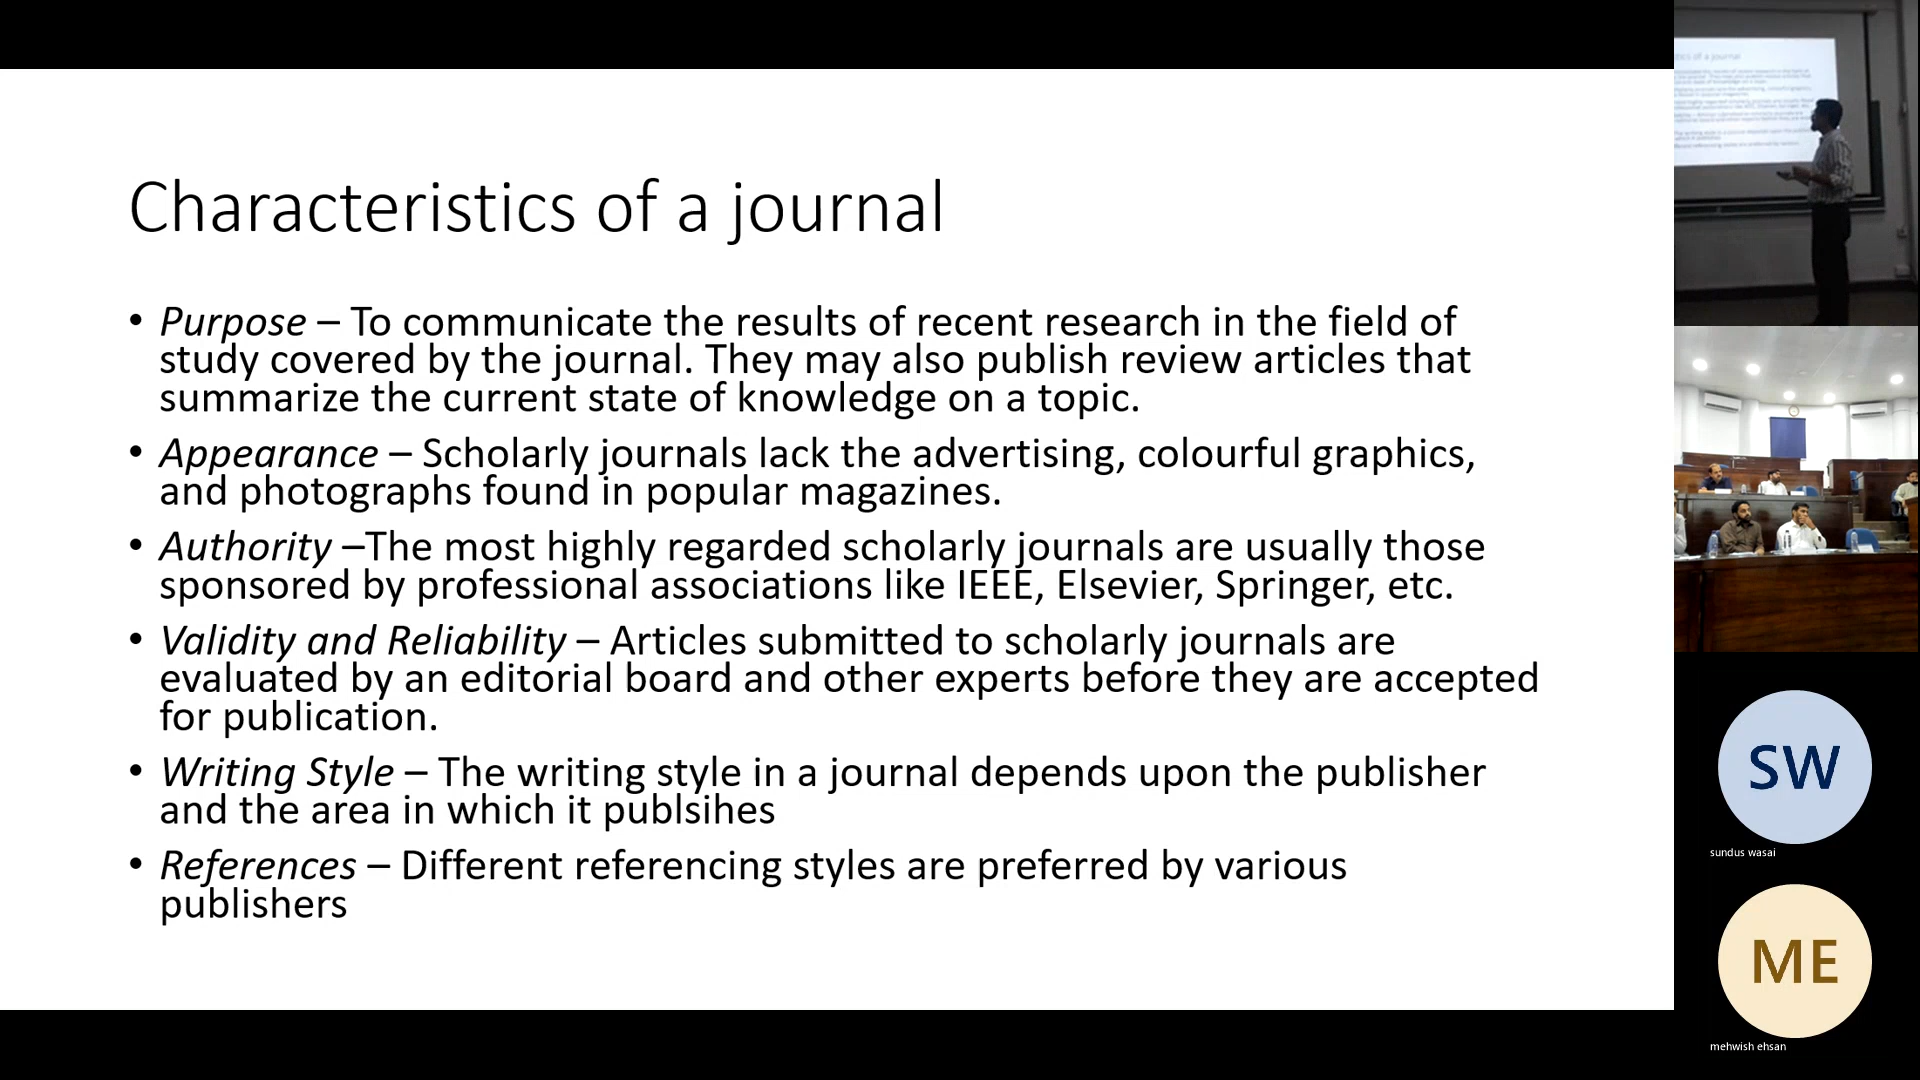 Characteristics of a journal
• Purpose – To communicate the results of recent research in the field of
study covered by the journal. They may also publish review articles that
summarize the current state of knowledge on a topic.
• Appearance – Scholarly journals lack the advertising, colourful graphics,
and photographs found in popular magazines.
• Authority –The most highly regarded scholarly journals are usually those
sponsored by professional associations like IEEE, Elsevier, Springer, etc.
• Validity and Reliability – Articles submitted to scholarly journals are
evaluated by an editorial board and other experts before they are accepted
for publication.
• Writing Style – The writing style in a journal depends upon the publisher
and the area in which it publsihes
• References – Different referencing styles are preferred by various
publishers
SW
sundus wasai
ME
mehwish ehsan